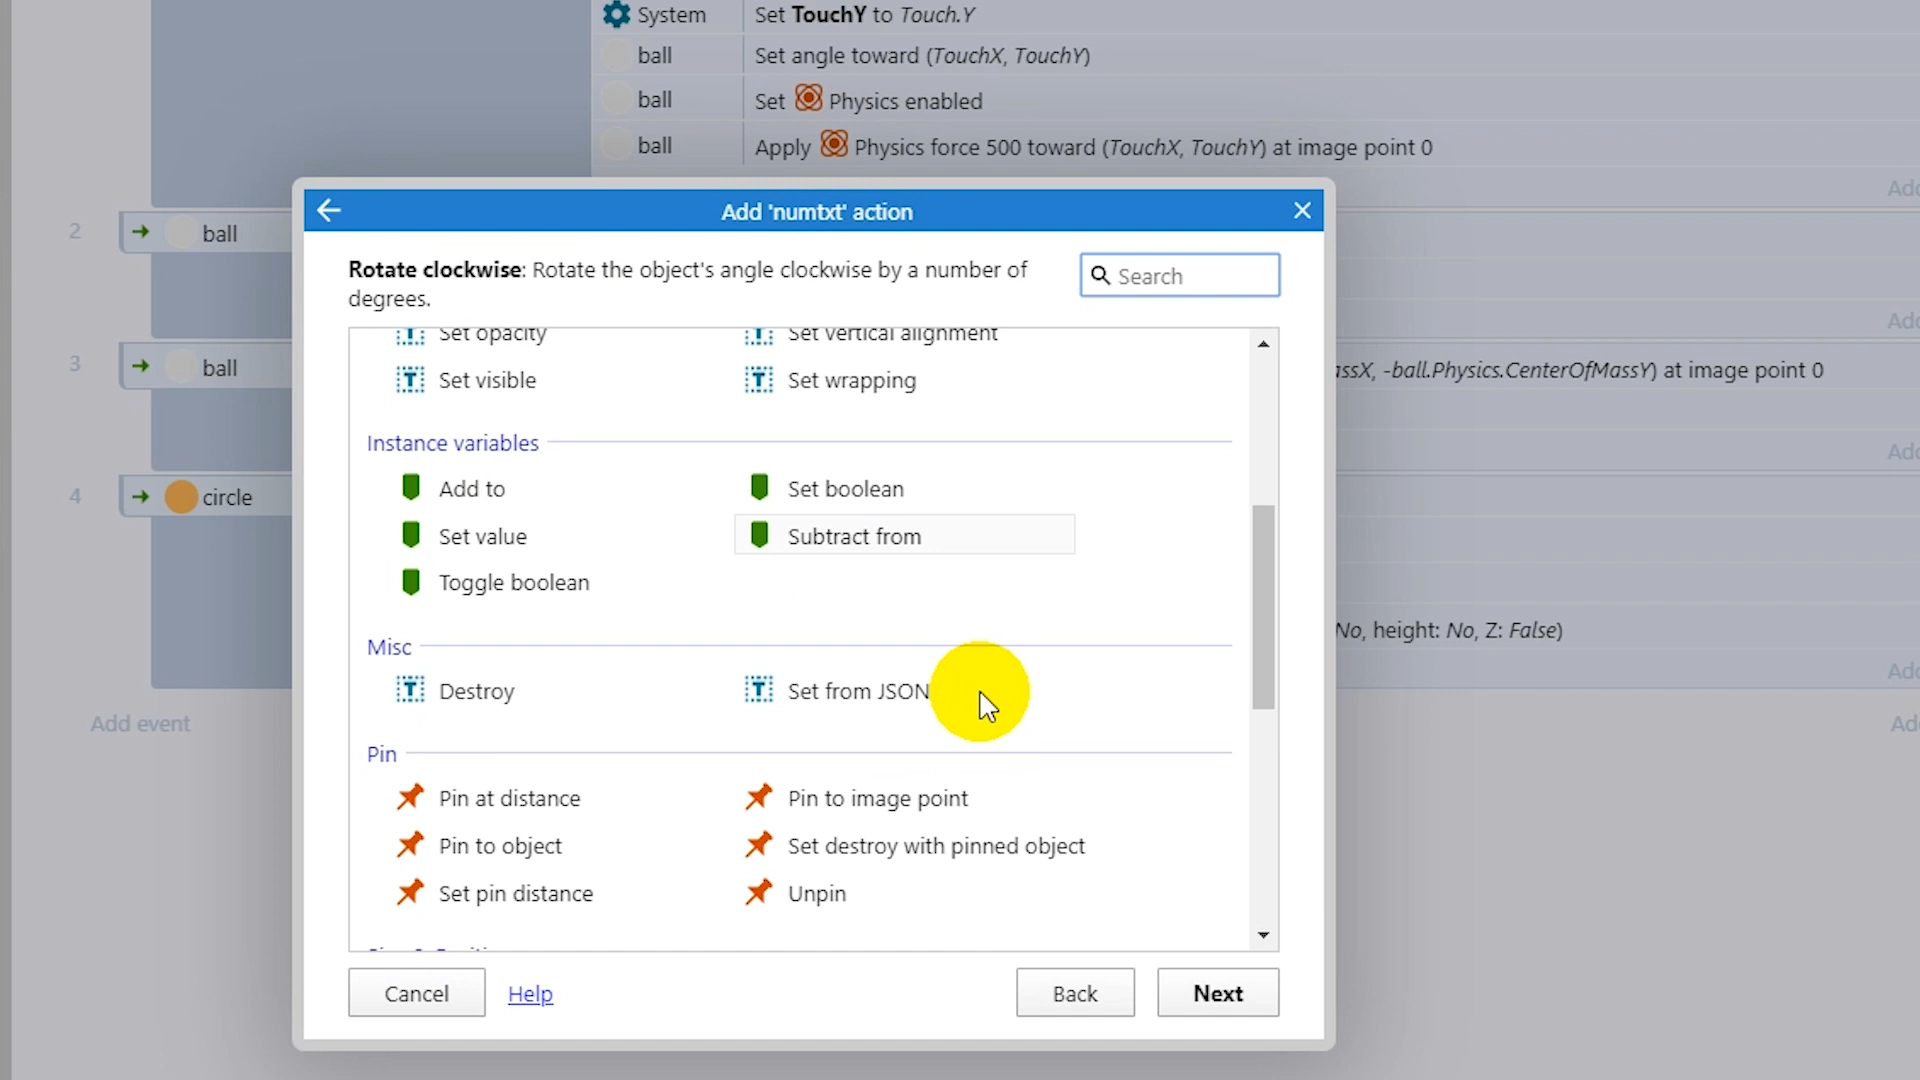 System Set TouchY to Touch.Y
ball Set angle toward (TouchX, TouchY)
ball Set Physics enabled
ball Apply Physics force 500 toward (TouchX, TouchY) at image point 0
Add 'numtxt' action
2 ball
Rotate clockwise: Rotate the object's angle clockwise by a number of
degrees.
Search
Set opacity Set vertical alignment
3 ball
-ball.Physics.CenterOfMassY) at image point 0
Set visible Set wrapping
Instance variables
Add to Set boolean
4 circle
Set value Subtract from
Toggle boolean
No, height: No, Z: False)
Misc
Destroy Set from JSON
Add event
Pin
Pin at distance Pin to image point
Pin to object Set destroy with pinned object
Set pin distance Unpin
Cancel Help Back Next